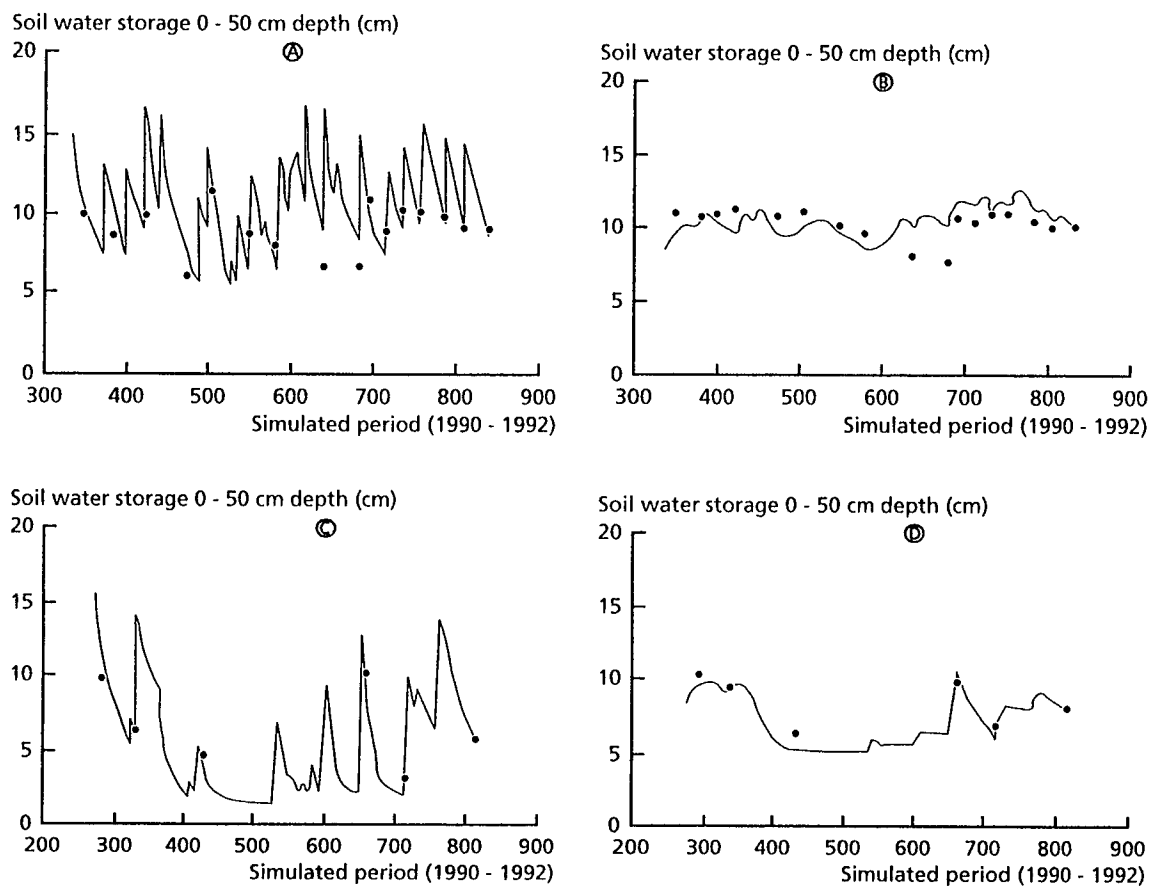 Soil water storage 0 - 50 cm depth (cm)
A
20
15
10
5
0
300 400 500 600 700 800 900
Simulated period (1990 - 1992)
Soil water storage 0 - 50 cm depth (cm)
B
20
15
10
5
0
300 400 500 600 700 800 900
Simulated period (1990 - 1992)
Soil water storage 0 - 50 cm depth (cm)
C
20
15
10
5
0
200 300 400 500 600 700 800 900
Simulated period (1990 - 1992)
Soil water storage 0 - 50 cm depth (cm)
D
20
15
10
5
0
200 300 400 500 600 700 800 900
Simulated period (1990 - 1992)